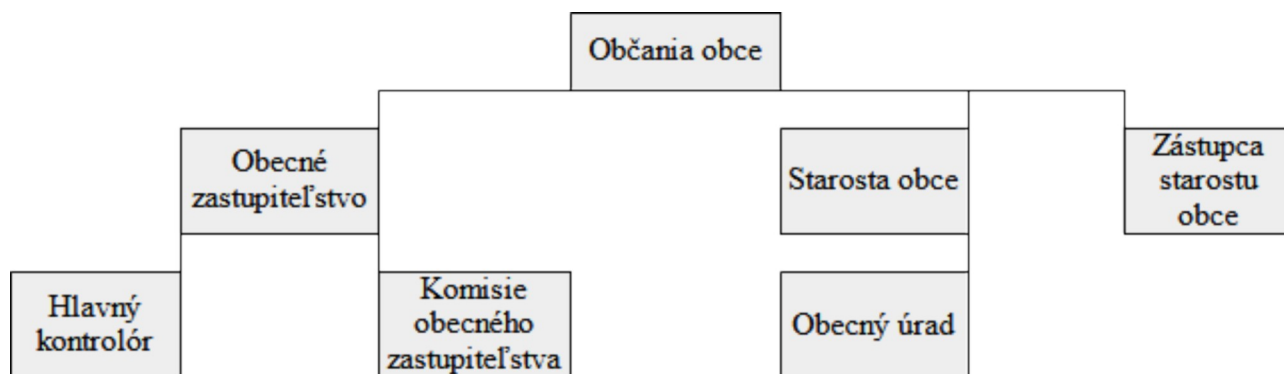 Občania obce
Obecné
zastupiteľstvo
Starosta obce
Zástupca
starostu
obce
Hlavný
kontrolór
Komisie
obecného
zastupiteľstva
Obecný úrad